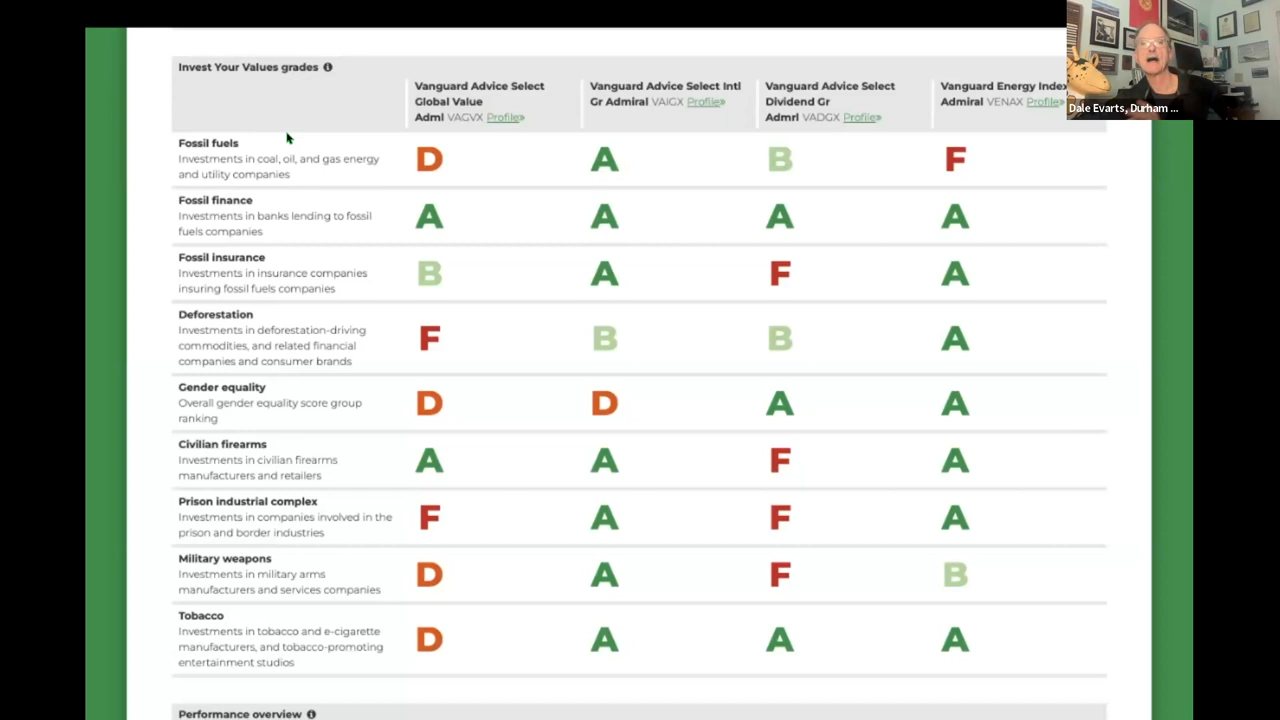 Invest Your Values grades
Vanguard Advice Select
Global Value
Adml VAGVX Profile»
Vanguard Advice Select Intl
Gr Admiral VAIGX Profile»
Vanguard Advice Select
Dividend Gr
Admrl VADGX Profile»
Vanguard Energy Index
Admiral VENAX Profile»
Dale Evarts, Durham ...
Fossil fuels
Investments in coal, oil, and gas energy
and utility companies
D A B F
Fossil finance
Investments in banks lending to fossil
fuels companies
A A A A
Fossil insurance
Investments in insurance companies
insuring fossil fuels companies
B A F A
Deforestation
Investments in deforestation-driving
commodities, and related financial
companies and consumer brands
F B B A
Gender equality
Overall gender equality score group
ranking
D D A A
Civilian firearms
Investments in civilian firearms
manufacturers and retailers
A A F A
Prison industrial complex
Investments in companies involved in the
prison and border industries
F A F A
Military weapons
Investments in military arms
manufacturers and services companies
D A F B
Tobacco
Investments in tobacco and e-cigarette
manufacturers, and tobacco-promoting
entertainment studios
D A A A
Performance overview